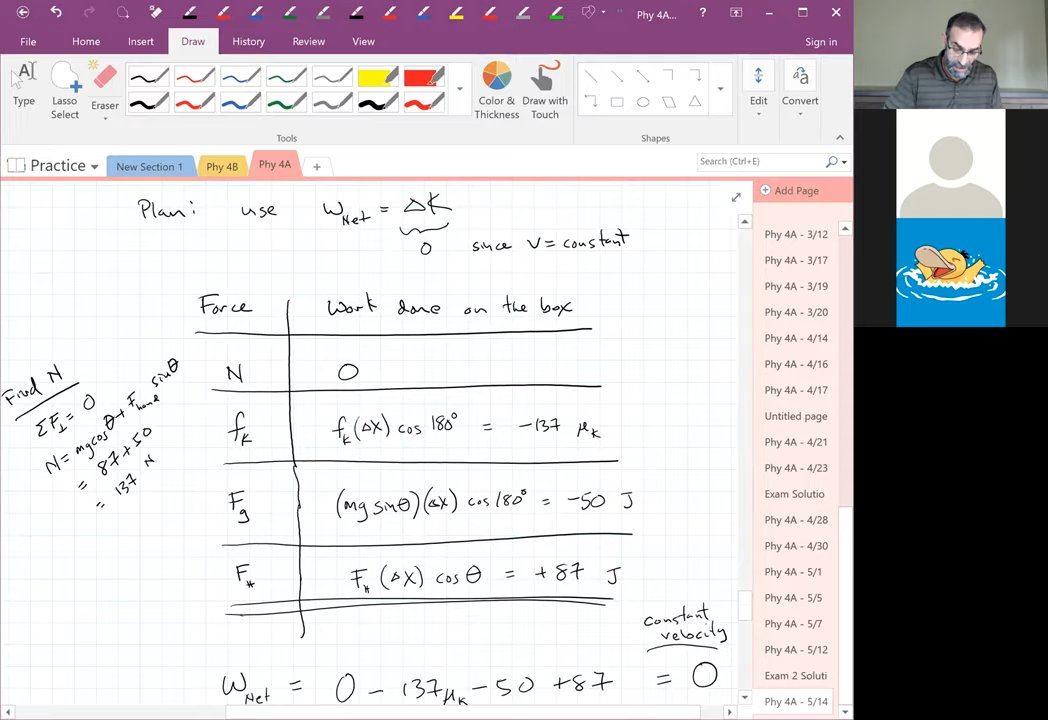 Phy 4A...
?
File
Home
Insert
Draw
History
Review
View
Sign in
Type
Lasso Select
Eraser
Color & Thickness
Draw with Touch
Edit
Convert
Tools
Shapes
Practice
New Section 1
Phy 4B
Phy 4A
+
Search (Ctrl+E)
Add Page
Phy 4A - 3/12
Phy 4A - 3/17
Phy 4A - 3/19
Phy 4A - 3/20
Phy 4A - 4/14
Phy 4A - 4/16
Phy 4A - 4/17
Untitled page
Phy 4A - 4/21
Phy 4A - 4/23
Exam Solutio
Phy 4A - 4/28
Phy 4A - 4/30
Phy 4A - 5/1
Phy 4A - 5/5
Phy 4A - 5/7
Phy 4A - 5/12
Exam 2 Soluti
Phy 4A - 5/14
Plan: use W_Net = ΔK
0 since v = constant
Force Work done on the box
N 0
f_k f_k (Δx) cos 180° = -137 μ_k
F_g (mg sinθ)(Δx) cos 180° = -50 J
F_H F_H (Δx) cos θ = +87 J
Find N
ΣF_⊥ = 0
N = mg cosθ + F_hand sinθ
= 87 + 50
= 137 N
constant
velocity
W_Net = 0 - 137 μ_k - 50 + 87 = 0